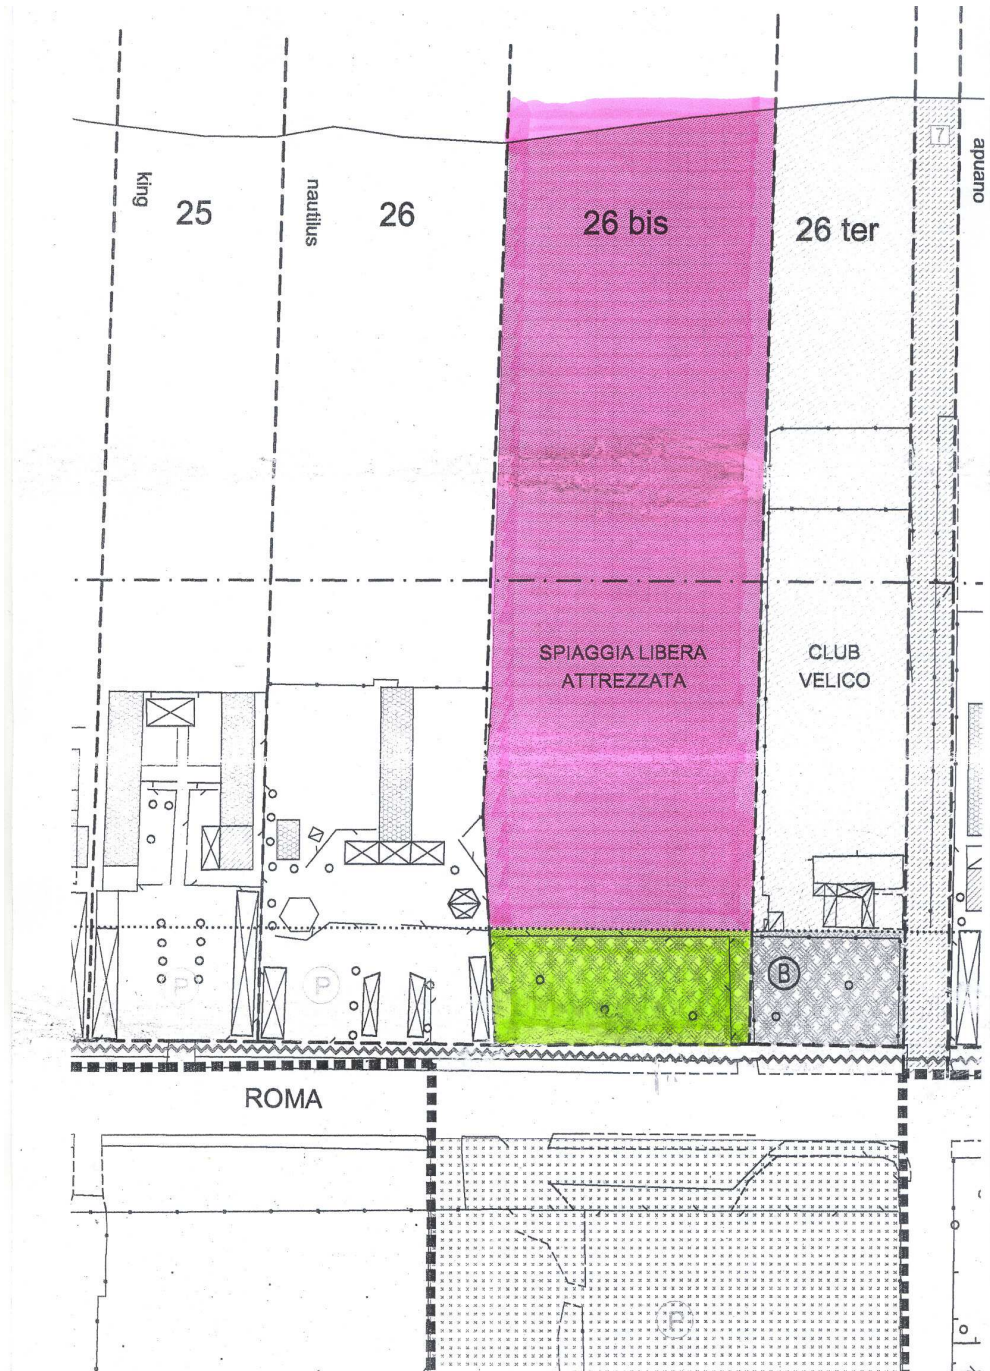 7
apuano
king
25
nautilus
26
26 bis
26 ter
SPIAGGIA LIBERA
ATTREZZATA
CLUB
VELICO
P
P
B
ROMA
P